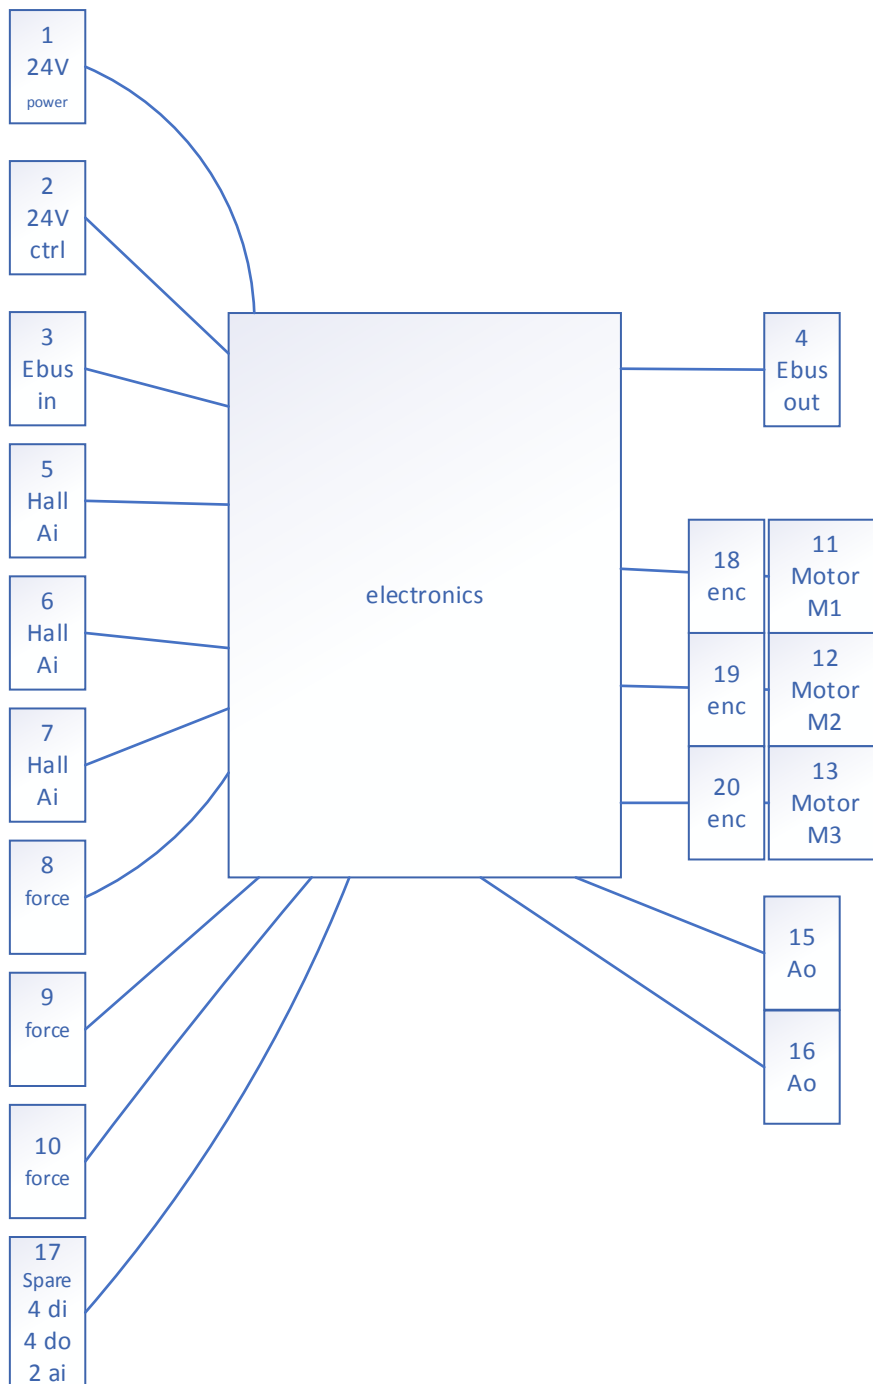 1
24V
power
2
24V
ctrl
3
Ebus
in
4
Ebus
out
5
Hall
Ai
6
Hall
Ai
7
Hall
Ai
8
force
9
force
10
force
17
Spare
4 di
4 do
2 ai
electronics
18
enc
11
Motor
M1
19
enc
12
Motor
M2
20
enc
13
Motor
M3
15
Ao
16
Ao